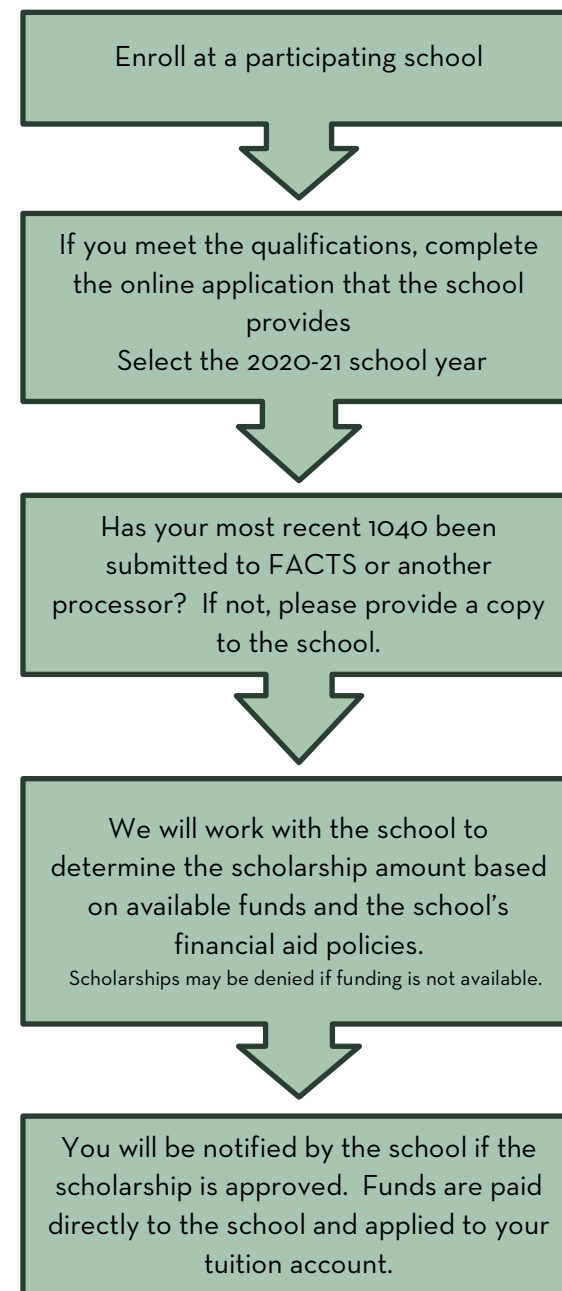 Enroll at a participating school
If you meet the qualifications, complete
the online application that the school
provides
Select the 2020-21 school year
Has your most recent 1040 been
submitted to FACTS or another
processor?  If not, please provide a copy
to the school.
We will work with the school to
determine the scholarship amount based
on available funds and the school's
financial aid policies.
Scholarships may be denied if funding is not available.
You will be notified by the school if the
scholarship is approved.  Funds are paid
directly to the school and applied to your
tuition account.